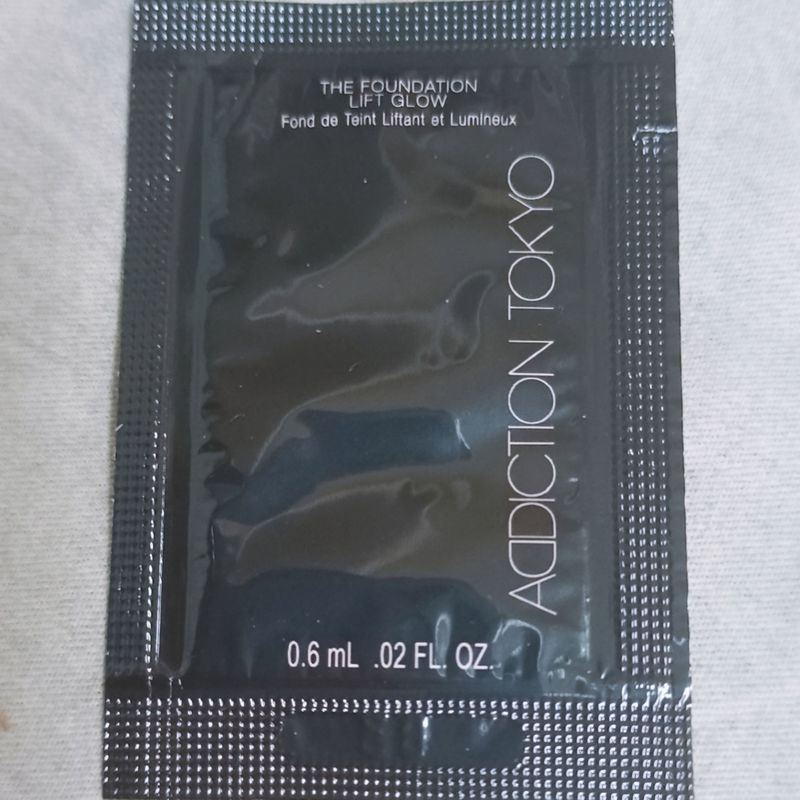 THE FOUNDATION
LIFT GLOW
Fond de Teint Liftant et Lumineux
ADDICTION TOKYO
0.6 mL .02 FL. OZ.